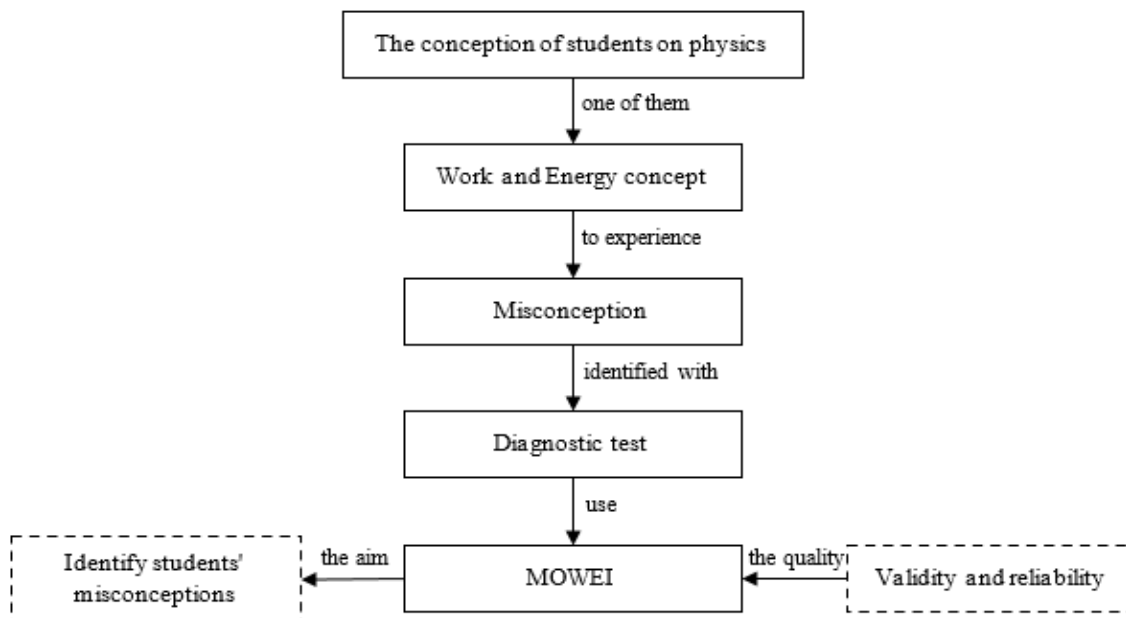 The conception of students on physics
one of them
Work and Energy concept
to experience
Misconception
identified with
Diagnostic test
use
Identify students'
misconceptions
the aim
MOWEI
the quality
Validity and reliability